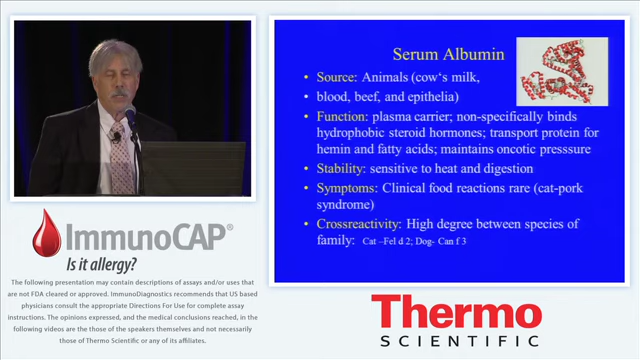 Serum Albumin
• Source: Animals (cow's milk,
• blood, beef, and epithelia)
• Function: plasma carrier; non-specifically binds
hydrophobic steroid hormones; transport protein for
hemin and fatty acids; maintains oncotic presssure
• Stability: sensitive to heat and digestion
• Symptoms: Clinical food reactions rare (cat-pork
syndrome)
• Crossreactivity: High degree between species of
family: Cat –Fel d 2; Dog- Can f 3
ImmunoCAP®
Is it allergy?
The following presentation may contain descriptions of assays and/or uses that
are not FDA cleared or approved. ImmunoDiagnostics recommends that US based
physicians consult the appropriate Directions For Use for complete assay
instructions. The opinions expressed, and the medical conclusions reached, in
the following videos are the those of the speakers themselves and not necessarily
those of Thermo Scientific or any of its affiliates.
Thermo
SCIENTIFIC